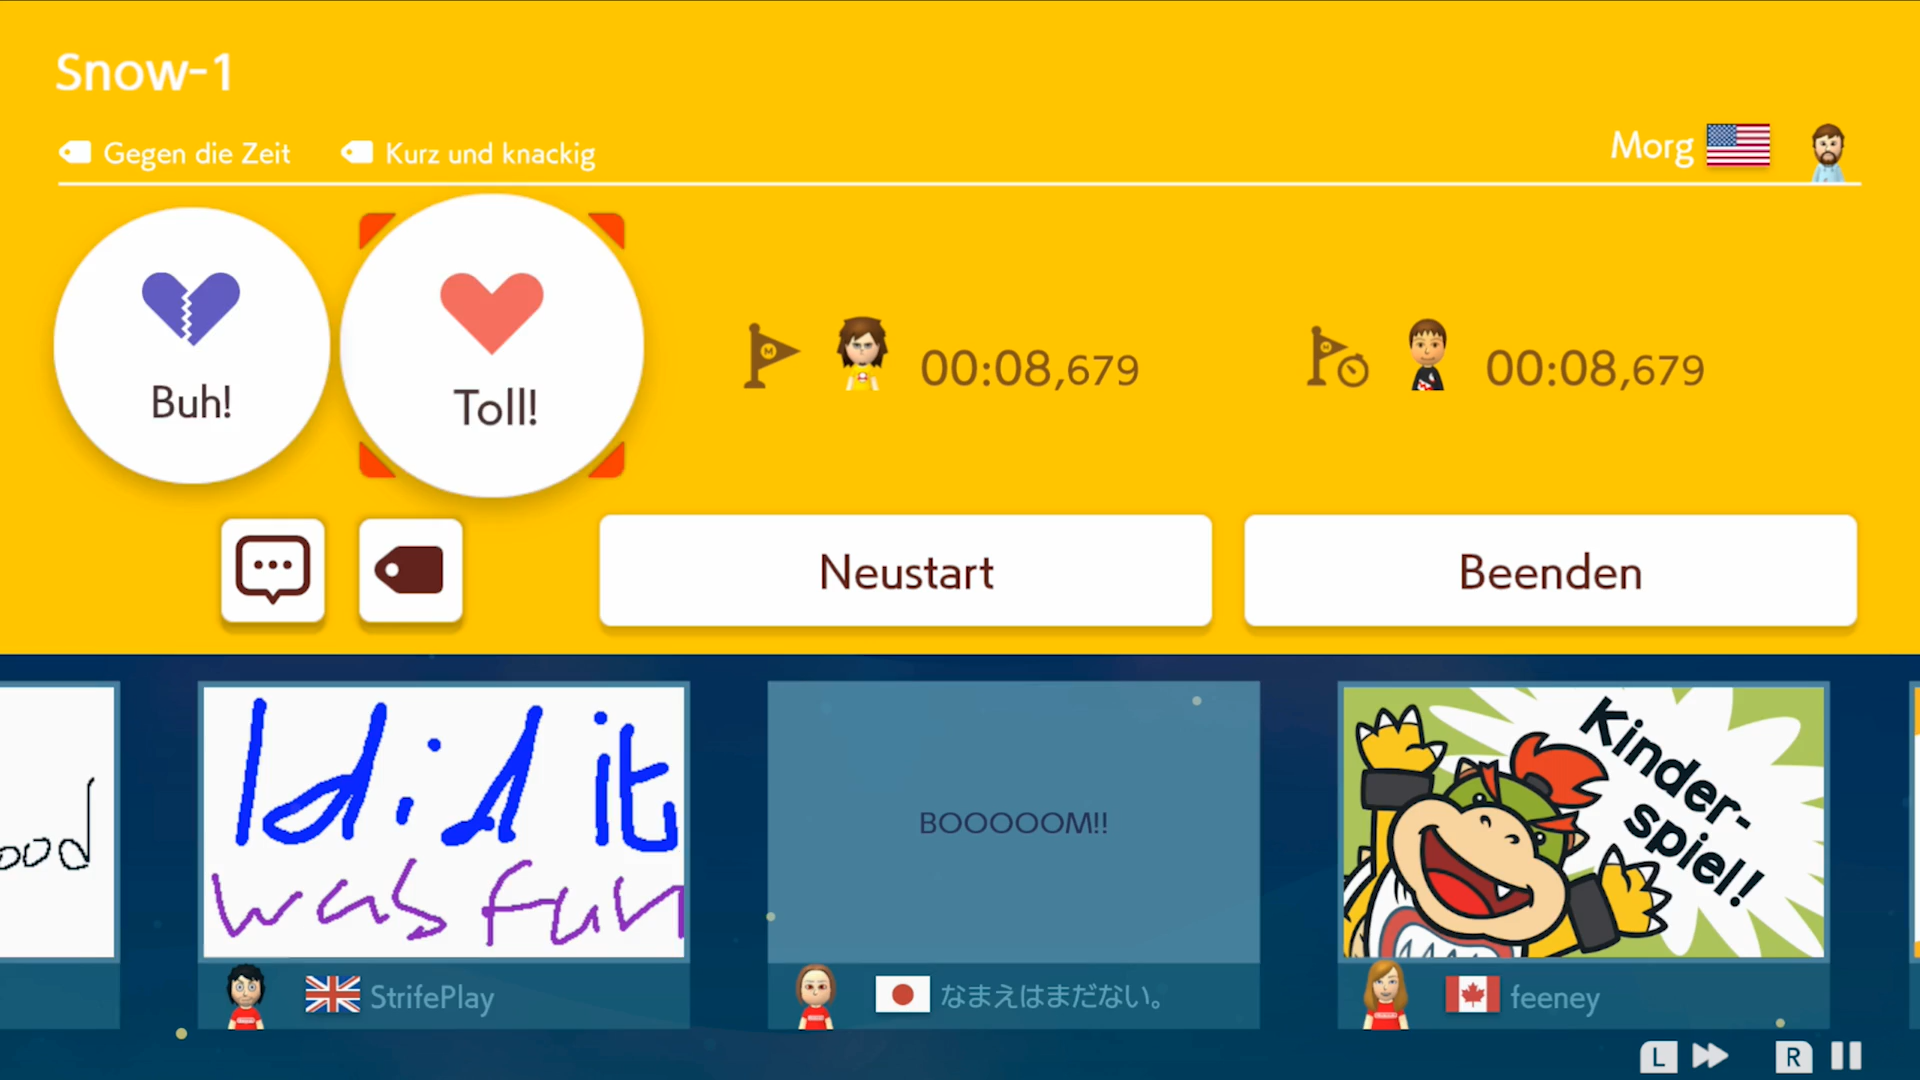 Snow-1
Gegen die Zeit
Kurz und knackig
Morg
Buh!
Toll!
M
00:08,679
M
00:08,679
Neustart
Beenden
ood
I did it
was fun
BOOOOOM!!
Kinder-
spiel!
StrifePlay
なまえはまだない。
feeney
L
R